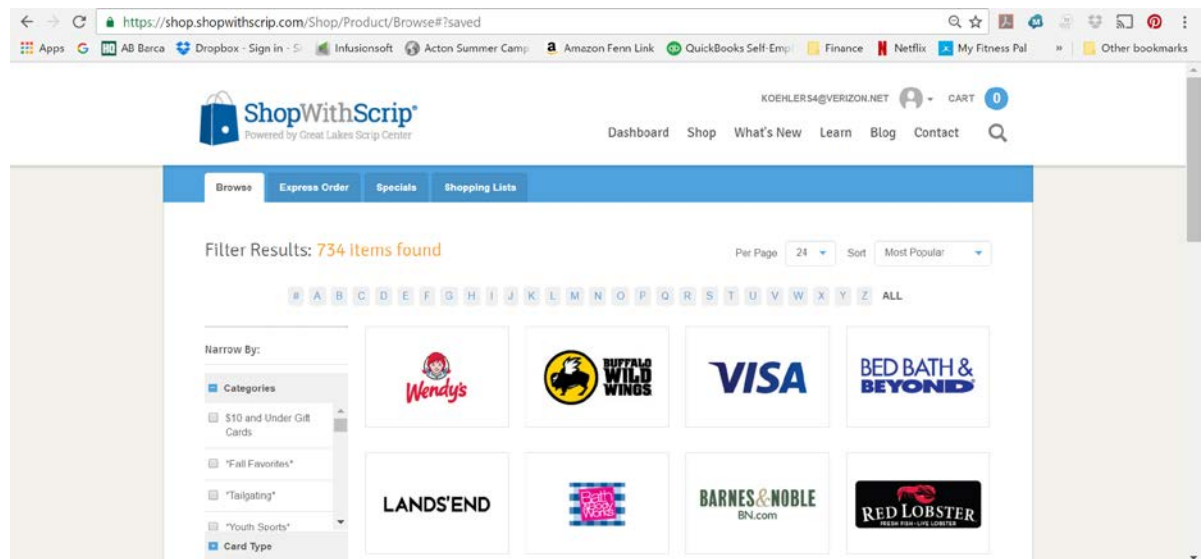 https://shop.shopwithscrip.com/Shop/Product/Browse#?saved
Apps G HQ AB Barca Dropbox - Sign in - S Infusionsoft Acton Summer Camp a Amazon Fenn Link QuickBooks Self-Emp Finance N Netflix My Fitness Pal » Other bookmarks
ShopWithScrip®
Powered by Great Lakes Scrip Center
KOEHLERS4@VERIZON.NET CART 0
Dashboard Shop What's New Learn Blog Contact
Browse Express Order Specials Shopping Lists
Filter Results: 734 items found
Per Page 24 Sort Most Popular
# A B C D E F G H I J K L M N O P Q R S T U V W X Y Z ALL
Narrow By:
Categories
$10 and Under Gift
Cards
*Fall Favorites*
*Tailgating*
*Youth Sports*
Card Type
Wendy's
BUFFALO
WILD
WINGS
VISA
BED BATH &
BEYOND
LANDS'END
Bath
& Body
Works
BARNES&NOBLE
BN.com
RED LOBSTER
FRESH FISH • LIVE LOBSTER